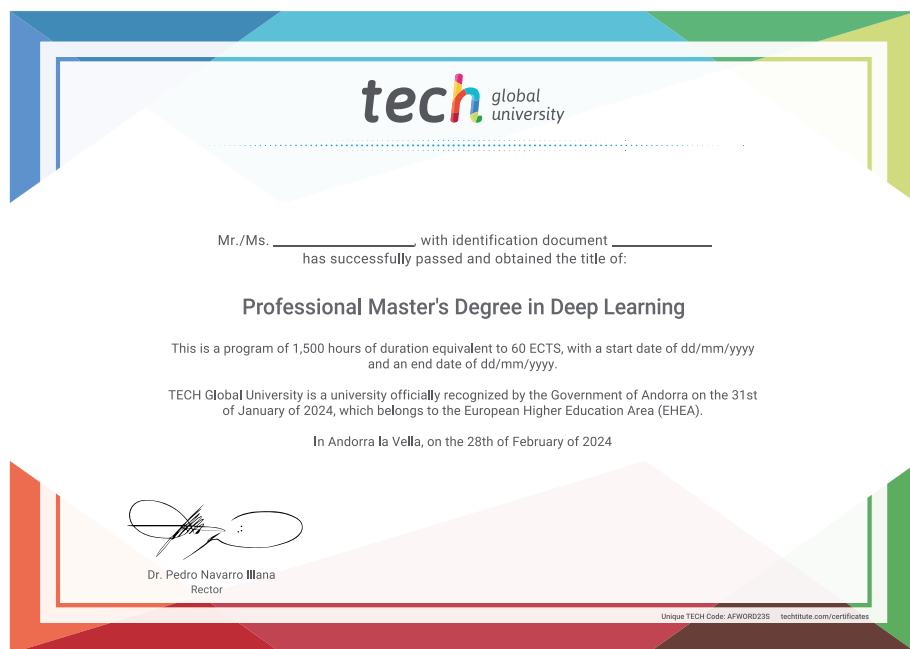 tech global university
Mr./Ms. ____________________, with identification document ______________
has successfully passed and obtained the title of:
Professional Master's Degree in Deep Learning
This is a program of 1,500 hours of duration equivalent to 60 ECTS, with a start date of dd/mm/yyyy
and an end date of dd/mm/yyyy.
TECH Global University is a university officially recognized by the Government of Andorra on the 31st
of January of 2024, which belongs to the European Higher Education Area (EHEA).
In Andorra la Vella, on the 28th of February of 2024
Dr. Pedro Navarro Illana
Rector
Unique TECH Code: AFWORD23S techtitute.com/certificates